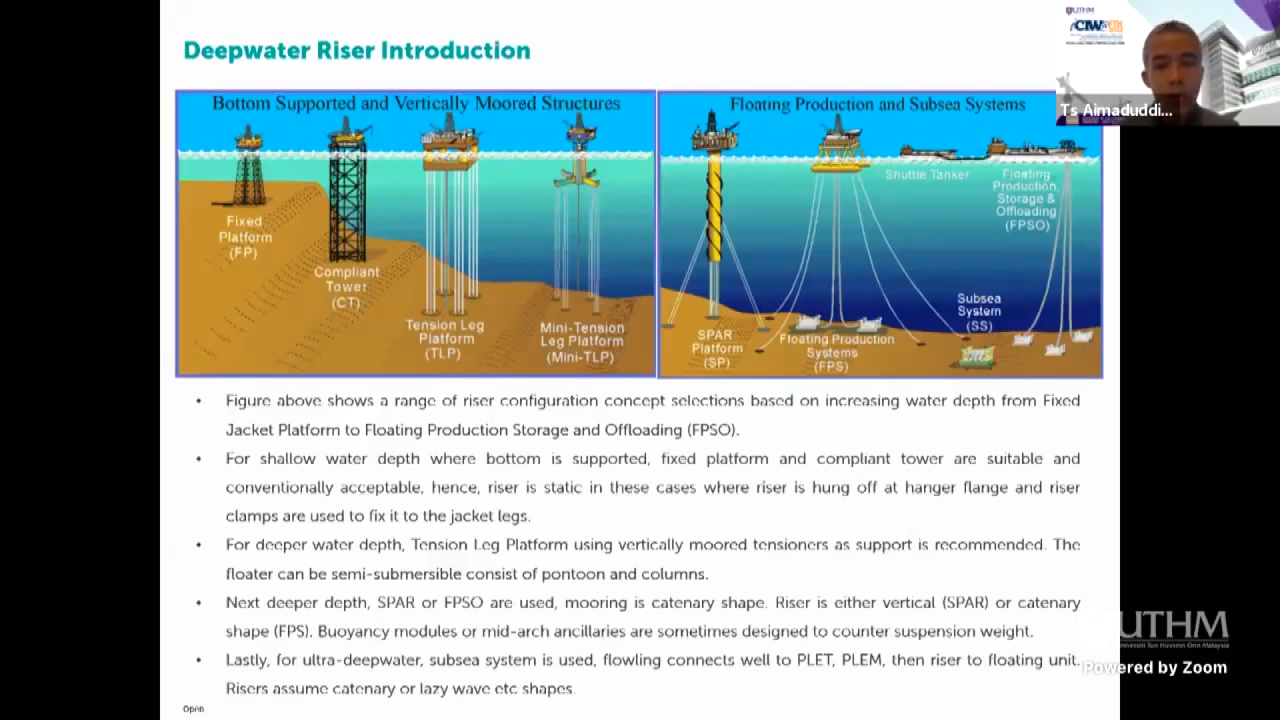 Deepwater Riser Introduction
Bottom Supported and Vertically Moored Structures
Fixed
Platform
(FP)
Compliant
Tower
(CT)
Tension Leg
Platform
(TLP)
Mini-Tension
Leg Platform
(Mini-TLP)
Floating Production and Subsea Systems
SPAR
Platform
(SP)
Floating Production
Systems
(FPS)
Shuttle Tanker
Floating
Production,
Storage &
Offloading
(FPSO)
Subsea
System
(SS)
UTHM
Ts Aimaduddi...
• Figure above shows a range of riser configuration concept selections based on increasing water depth from Fixed
Jacket Platform to Floating Production Storage and Offloading (FPSO).
• For shallow water depth where bottom is supported, fixed platform and compliant tower are suitable and
conventionally acceptable, hence, riser is static in these cases where riser is hung off at hanger flange and riser
clamps are used to fix it to the jacket legs.
• For deeper water depth, Tension Leg Platform using vertically moored tensioners as support is recommended. The
floater can be semi-submersible consist of pontoon and columns.
• Next deeper depth, SPAR or FPSO are used, mooring is catenary shape. Riser is either vertical (SPAR) or catenary
shape (FPS). Buoyancy modules or mid-arch ancillaries are sometimes designed to counter suspension weight.
• Lastly, for ultra-deepwater, subsea system is used, flowling connects well to PLET, PLEM, then riser to floating unit.
Risers assume catenary or lazy wave etc shapes.
Open
UTHM
Universiti Tun Hussein Onn Malaysia
Powered by Zoom